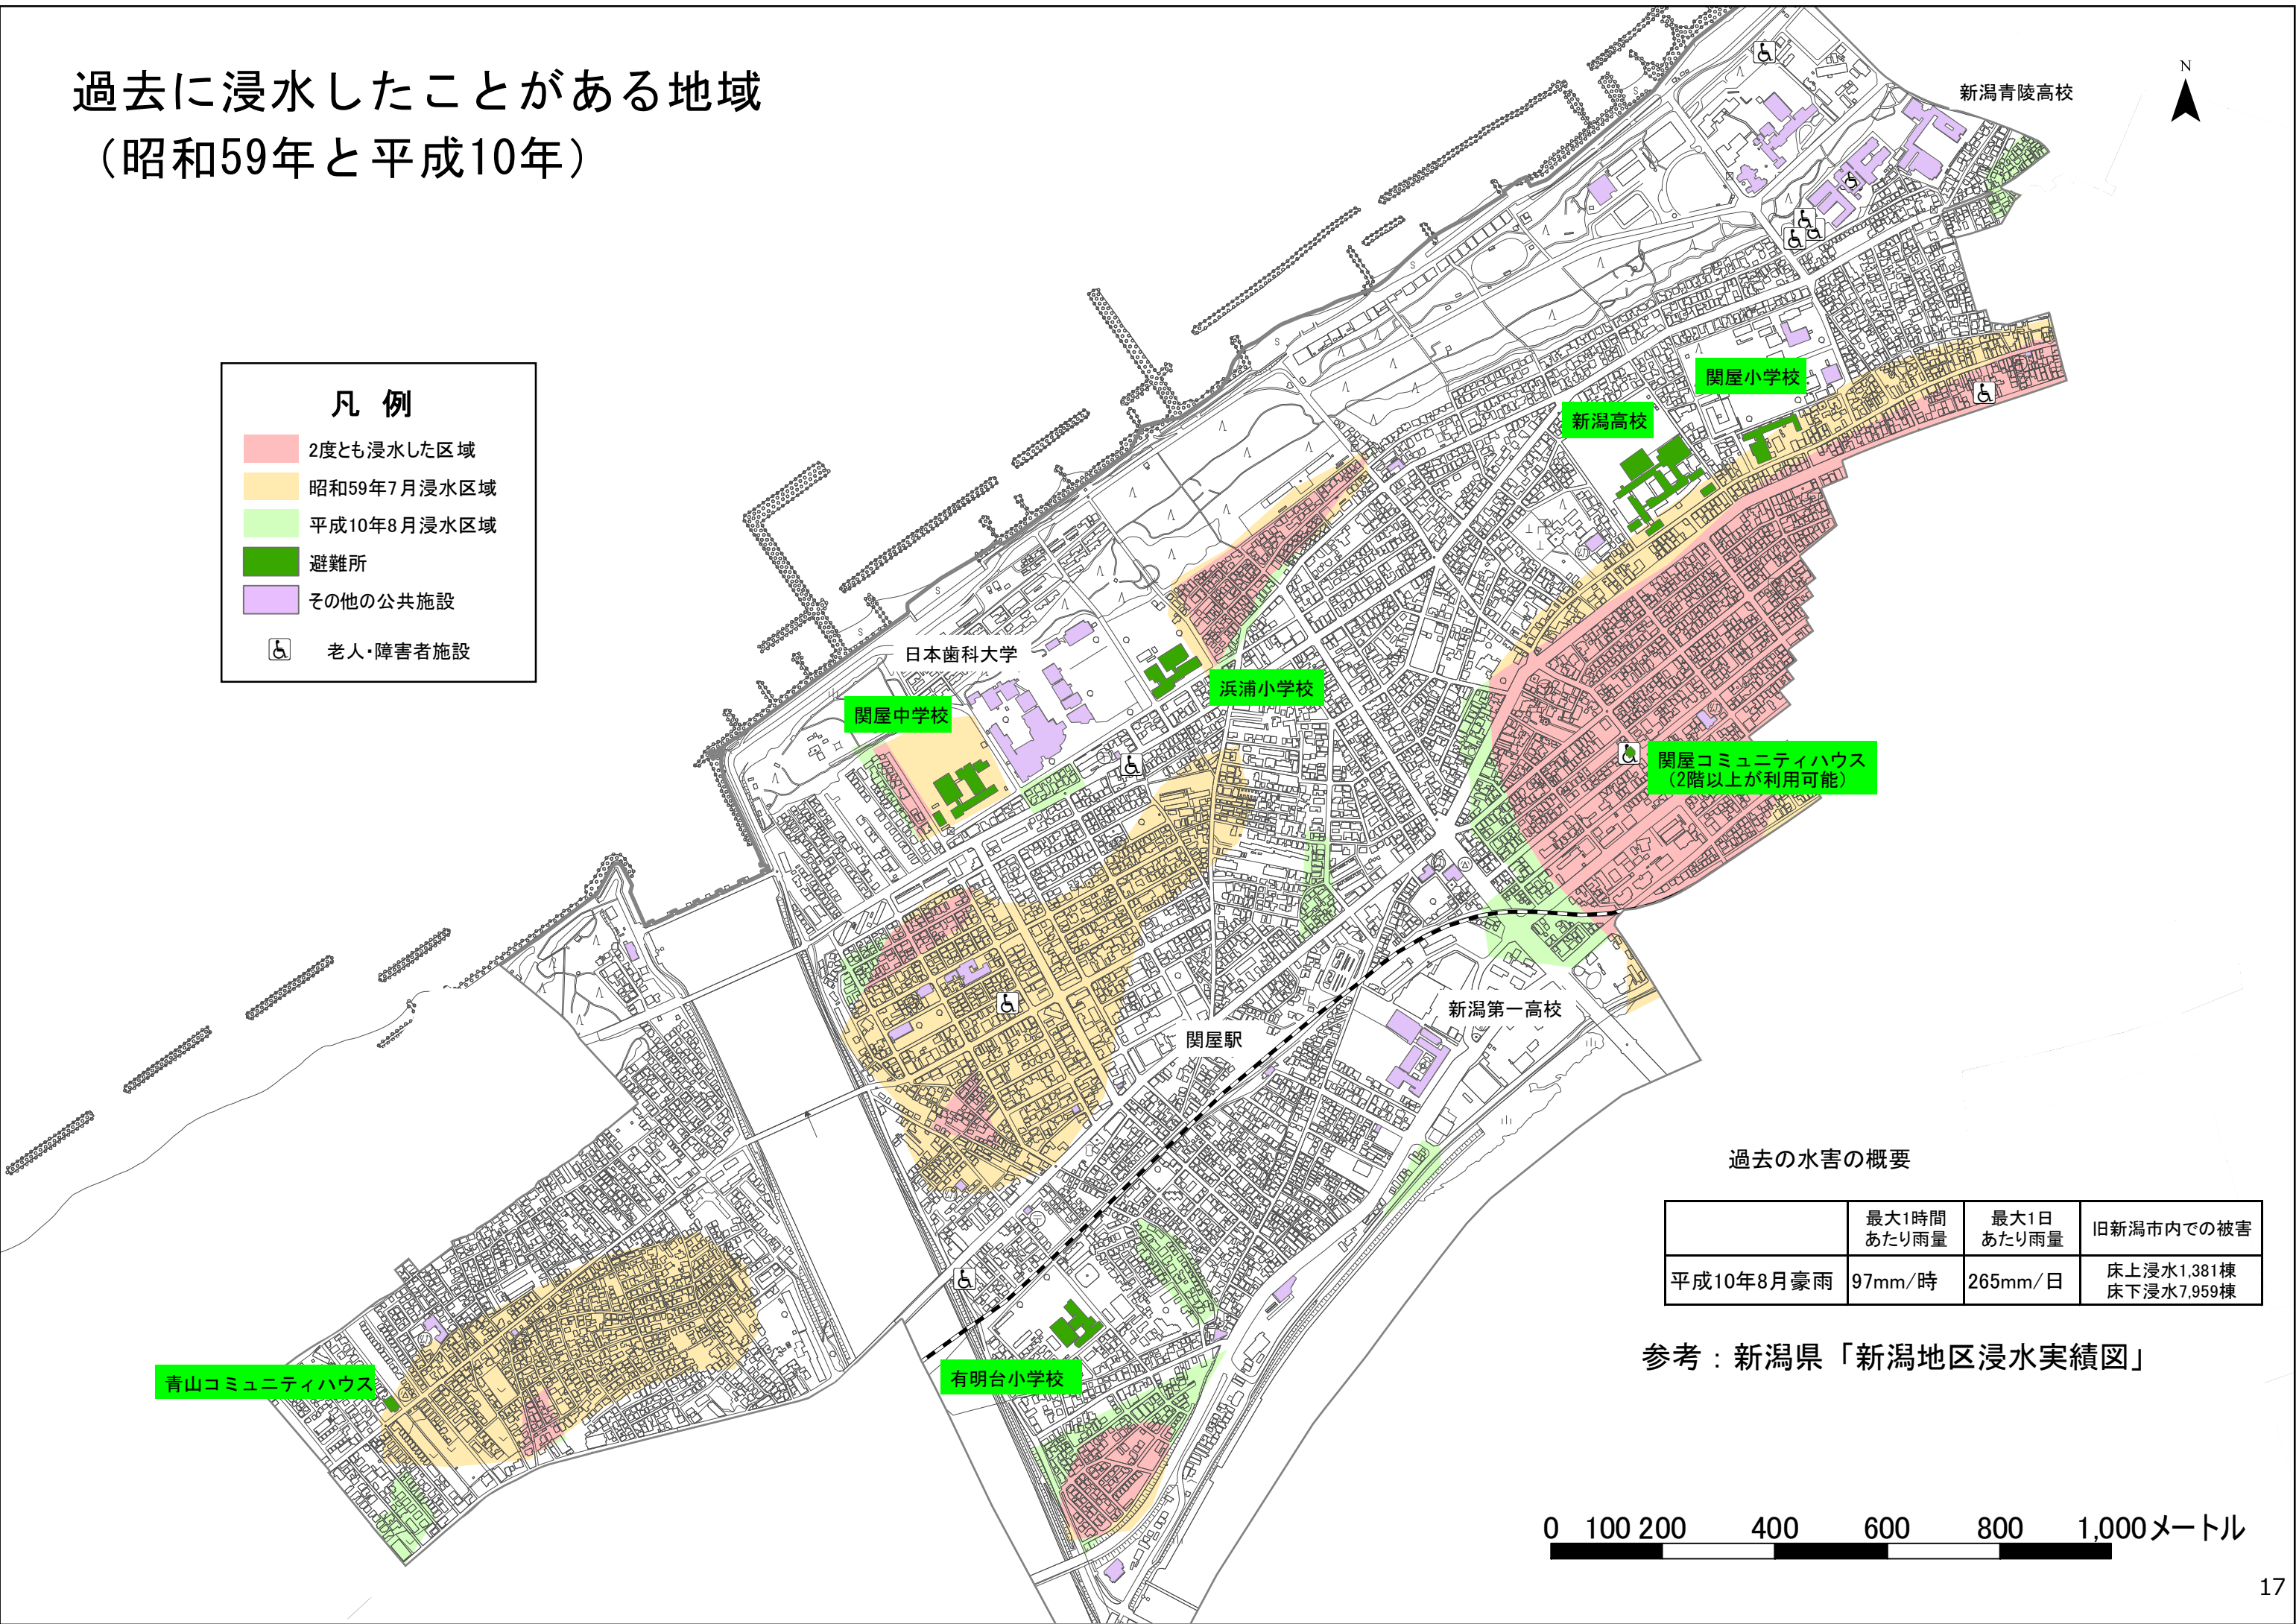 過去に浸水したことがある地域
（昭和59年と平成10年）
N
新潟青陵高校
凡 例
2度とも浸水した区域
昭和59年7月浸水区域
平成10年8月浸水区域
避難所
その他の公共施設
老人・障害者施設
関屋小学校
新潟高校
日本歯科大学
浜浦小学校
関屋中学校
関屋コミュニティハウス
（2階以上が利用可能）
新潟第一高校
関屋駅
青山コミュニティハウス
有明台小学校
過去の水害の概要
最大1時間
あたり雨量
最大1日
あたり雨量
旧新潟市内での被害
平成10年8月豪雨
97mm/時
265mm/日
床上浸水1,381棟
床下浸水7,959棟
参考：新潟県「新潟地区浸水実績図」
0 100 200 400 600 800 1,000メートル
17